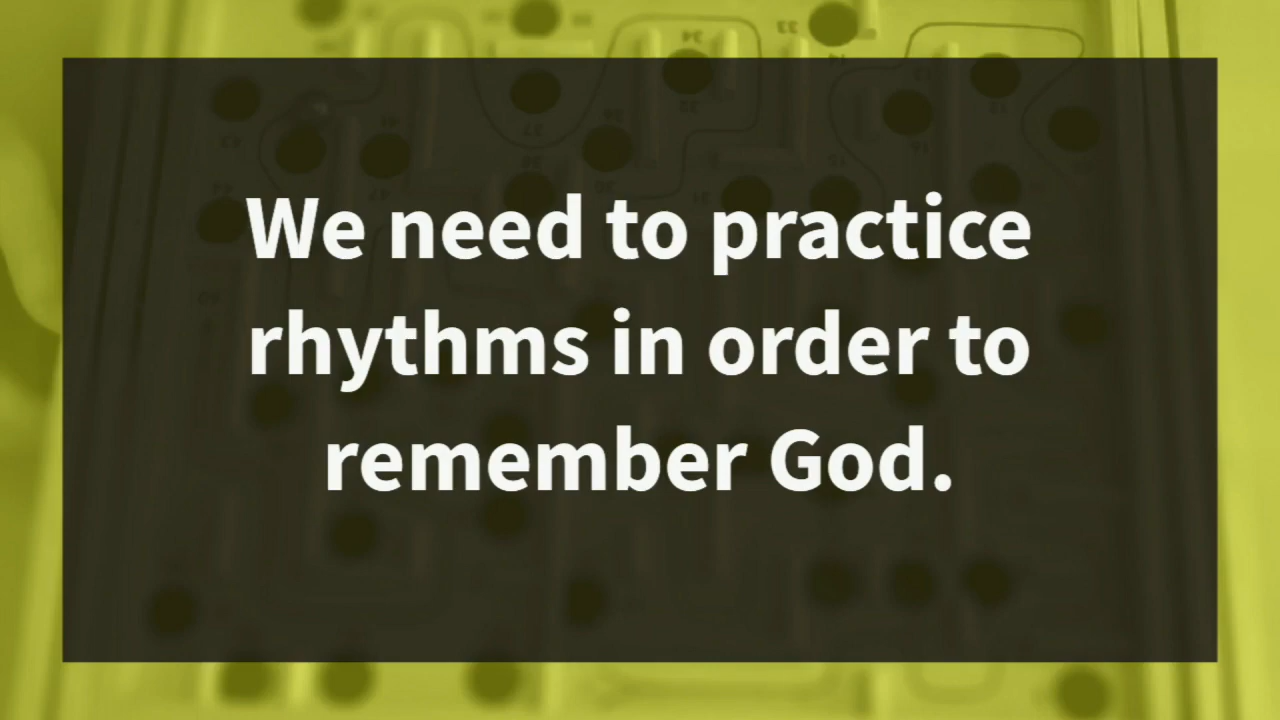 We need to practice
rhythms in order to
remember God.